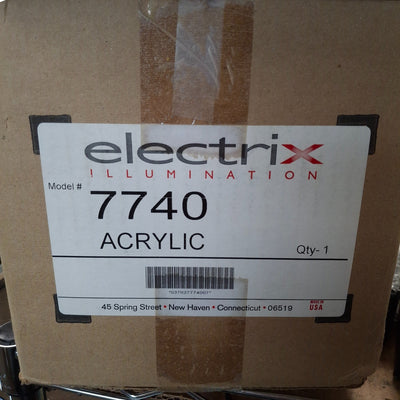 electrix
ILLUMINATION
Model #
7740
ACRYLIC
Qty- 1
45 Spring Street • New Haven • Connecticut • 06519
MADE IN
USA